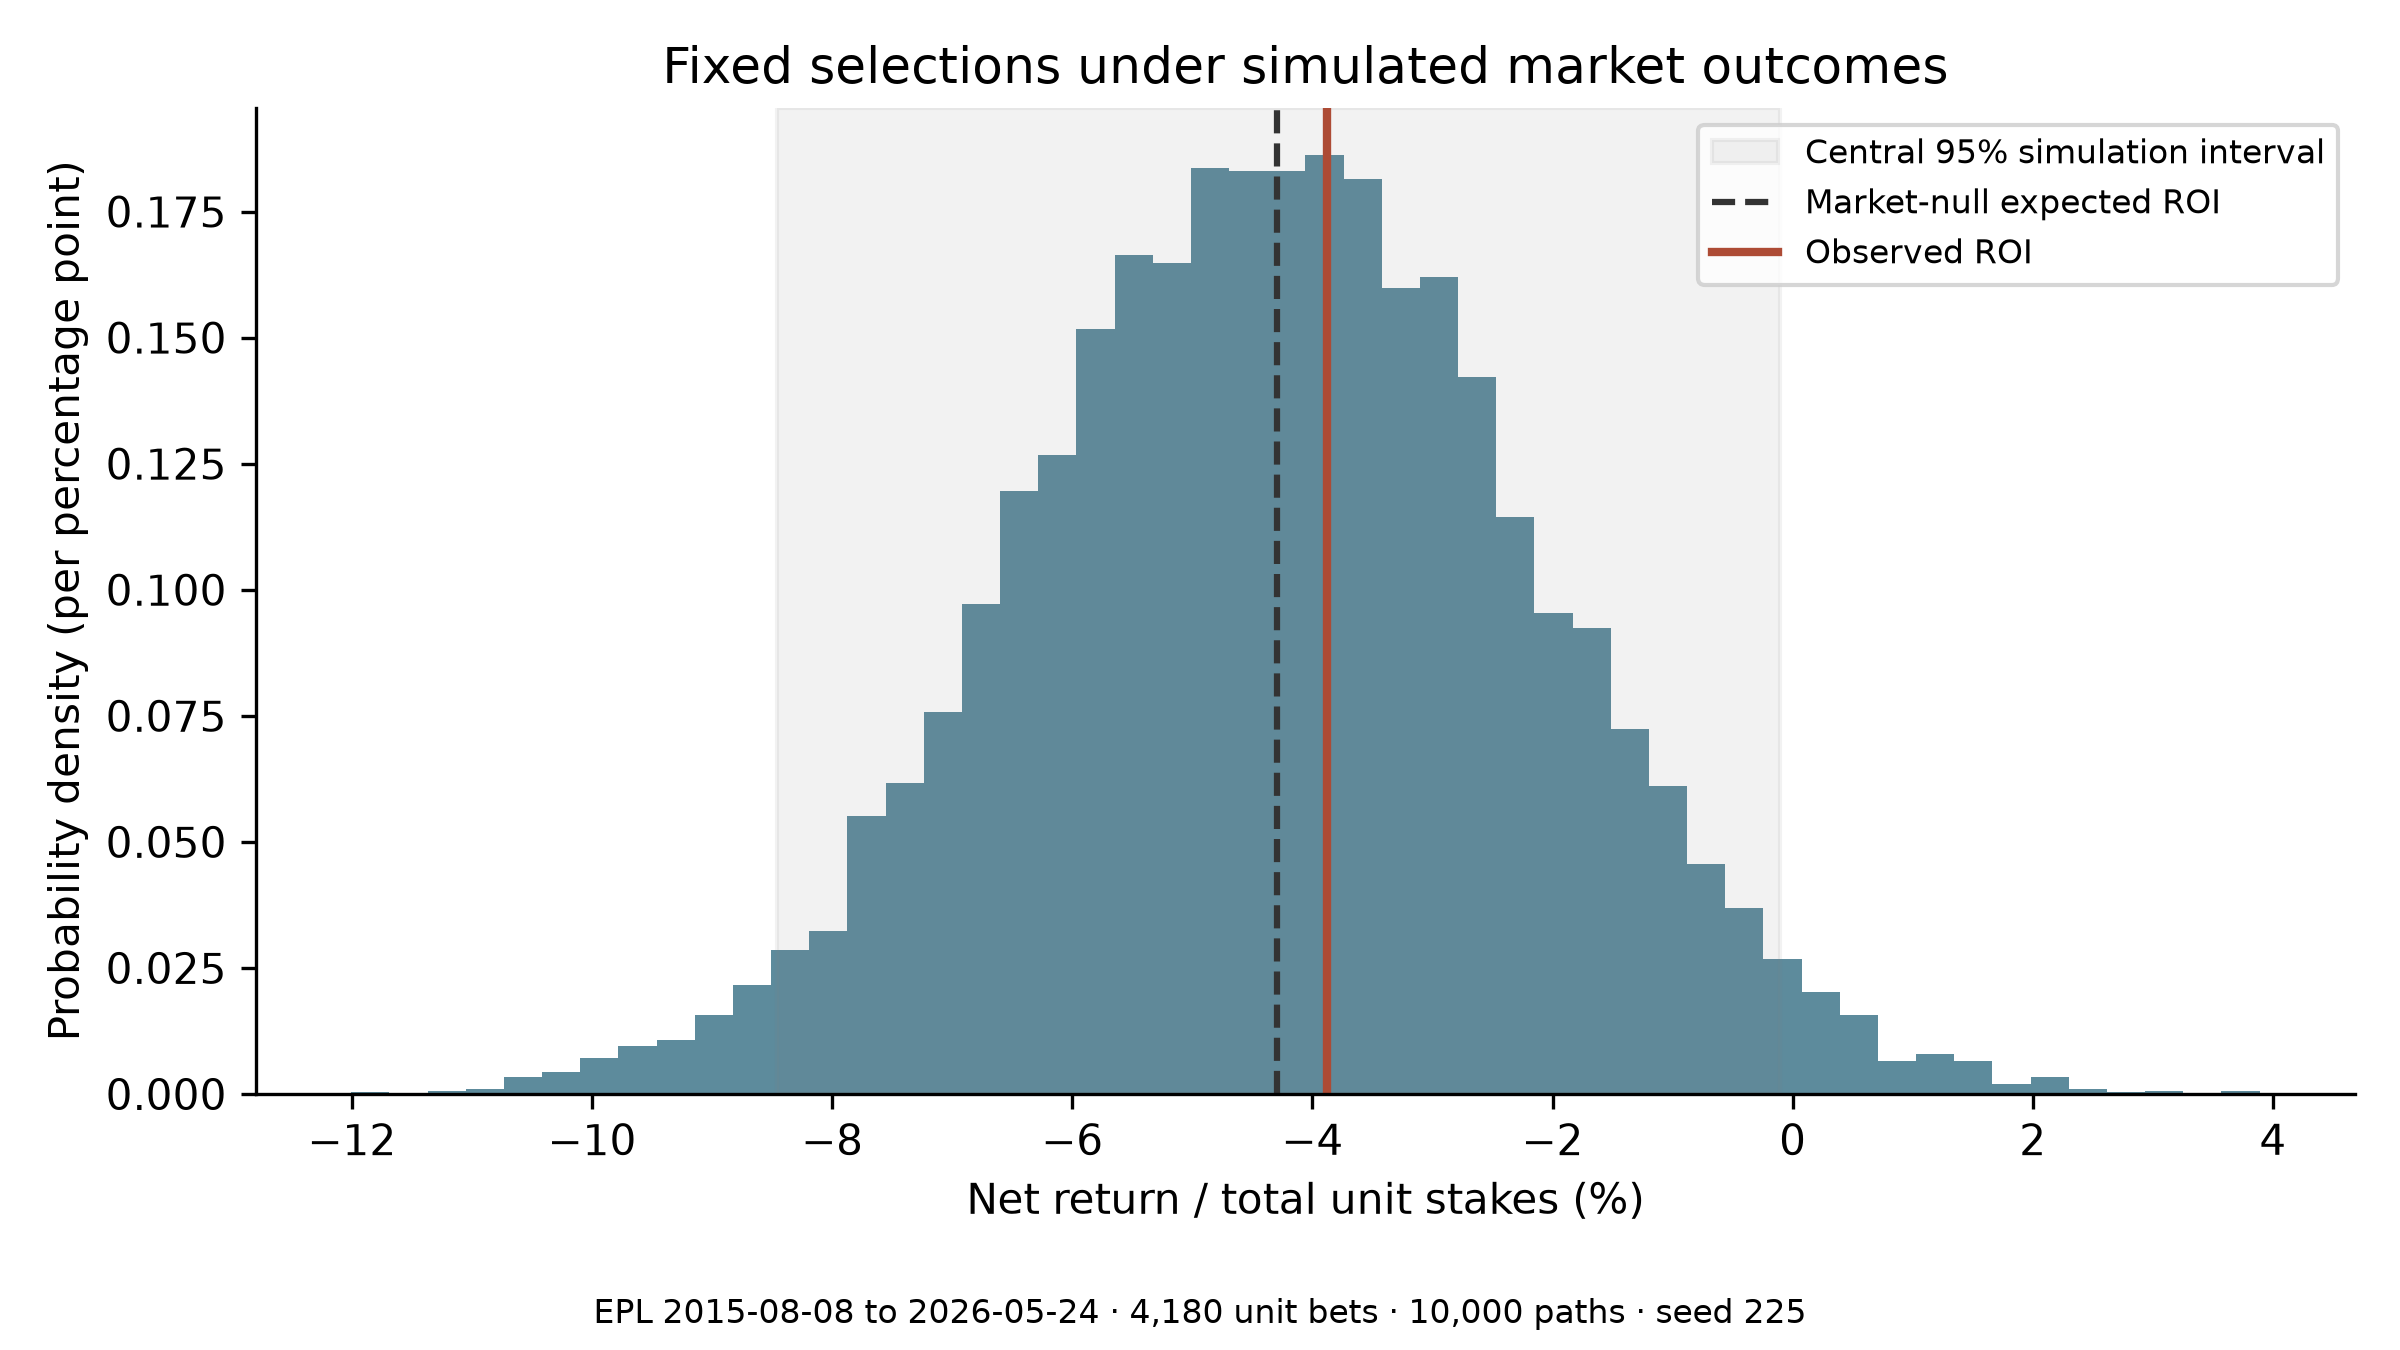 Fixed selections under simulated market outcomes
Central 95% simulation interval
Market-null expected ROI
Observed ROI
Probability density (per percentage point)
0.175
0.150
0.125
0.100
0.075
0.050
0.025
0.000
−12 −10 −8 −6 −4 −2 0 2 4
Net return / total unit stakes (%)
EPL 2015-08-08 to 2026-05-24 · 4,180 unit bets · 10,000 paths · seed 225